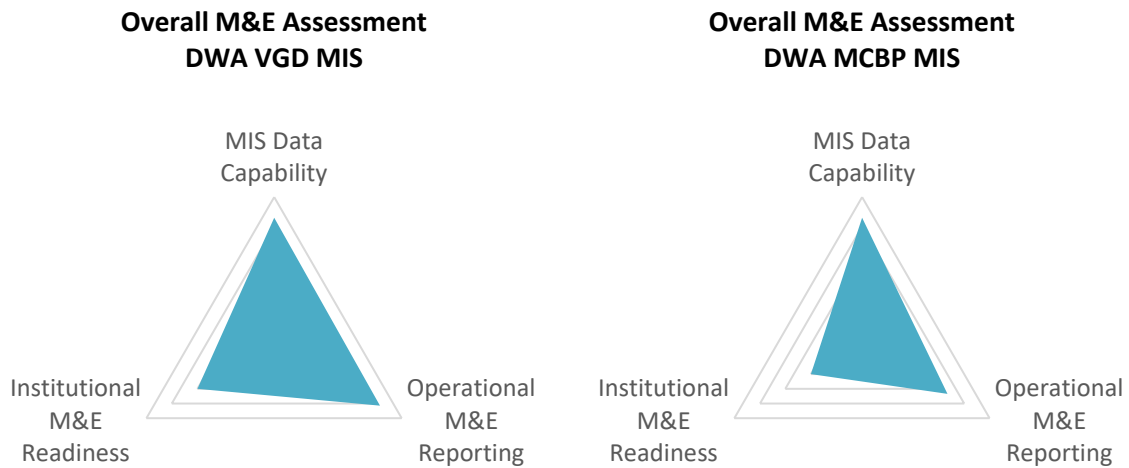 Overall M&E Assessment
DWA VGD MIS
MIS Data
Capability
Institutional
M&E
Readiness
Operational
M&E
Reporting
Overall M&E Assessment
DWA MCBP MIS
MIS Data
Capability
Institutional
M&E
Readiness
Operational
M&E
Reporting